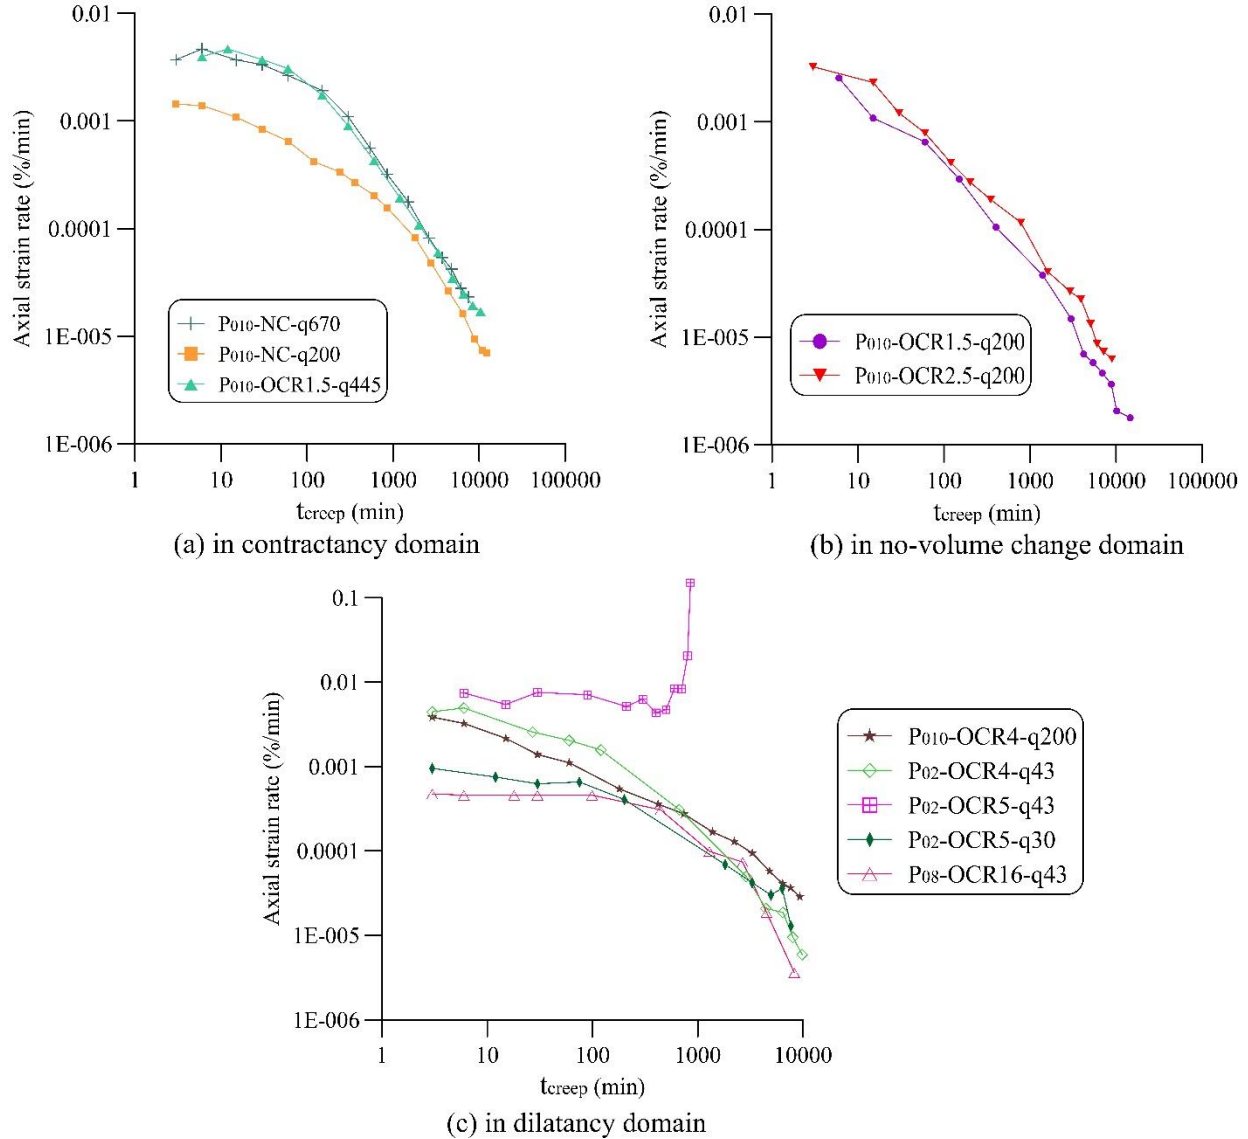 0.01
0.001
0.0001
1E-005
1E-006
Axial strain rate (%/min)
P010-NC-q670
P010-NC-q200
P010-OCR1.5-q445
1 10 100 1000 10000 100000
tcreep (min)
(a) in contractancy domain
0.01
0.001
0.0001
1E-005
1E-006
Axial strain rate (%/min)
P010-OCR1.5-q200
P010-OCR2.5-q200
1 10 100 1000 10000 100000
tcreep (min)
(b) in no-volume change domain
0.1
0.01
0.001
0.0001
1E-005
1E-006
Axial strain rate (%/min)
P010-OCR4-q200
P02-OCR4-q43
P02-OCR5-q43
P02-OCR5-q30
P08-OCR16-q43
1 10 100 1000 10000
tcreep (min)
(c) in dilatancy domain